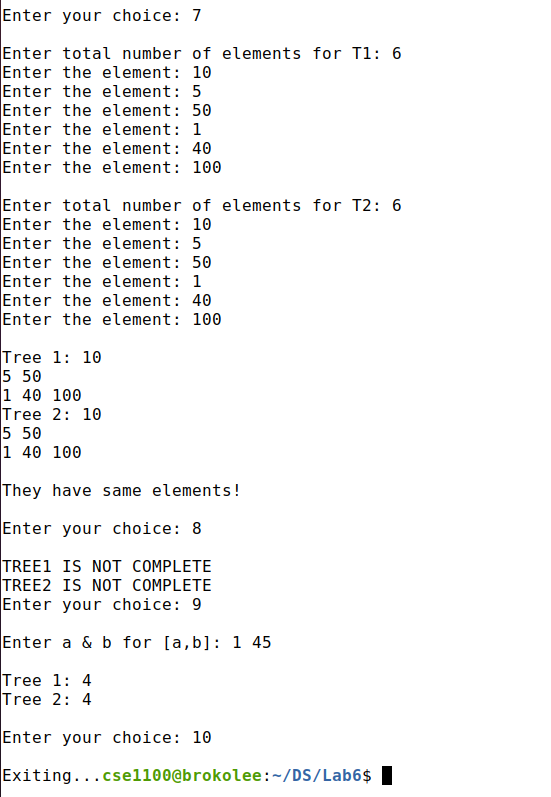 Enter your choice: 7
Enter total number of elements for T1: 6
Enter the element: 10
Enter the element: 5
Enter the element: 50
Enter the element: 1
Enter the element: 40
Enter the element: 100
Enter total number of elements for T2: 6
Enter the element: 10
Enter the element: 5
Enter the element: 50
Enter the element: 1
Enter the element: 40
Enter the element: 100
Tree 1: 10
5 50
1 40 100
Tree 2: 10
5 50
1 40 100
They have same elements!
Enter your choice: 8
TREE1 IS NOT COMPLETE
TREE2 IS NOT COMPLETE
Enter your choice: 9
Enter a & b for [a,b]: 1 45
Tree 1: 4
Tree 2: 4
Enter your choice: 10
Exiting...cse1100@brokolee:~/DS/Lab6$